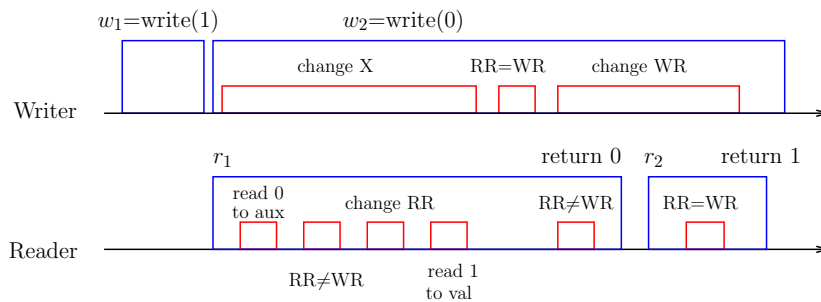 w₁=write(1) w₂=write(0)
change X RR=WR change WR
Writer
r₁ return 0 r₂ return 1
read 0
to aux change RR RR≠WR RR=WR
Reader
RR≠WR read 1
to val